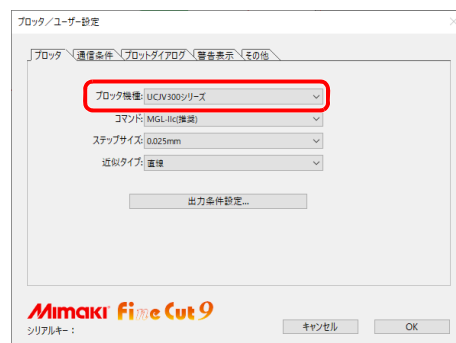 プロッタ／ユーザー設定
プロッタ 通信条件 プロットダイアログ 警告表示 その他
プロッタ機種: UCJV300シリーズ
コマンド: MGL-IIc(推奨)
ステップサイズ: 0.025mm
近似タイプ: 直線
出力条件設定...
Mimaki Fine Cut 9
シリアルキー：
キャンセル OK